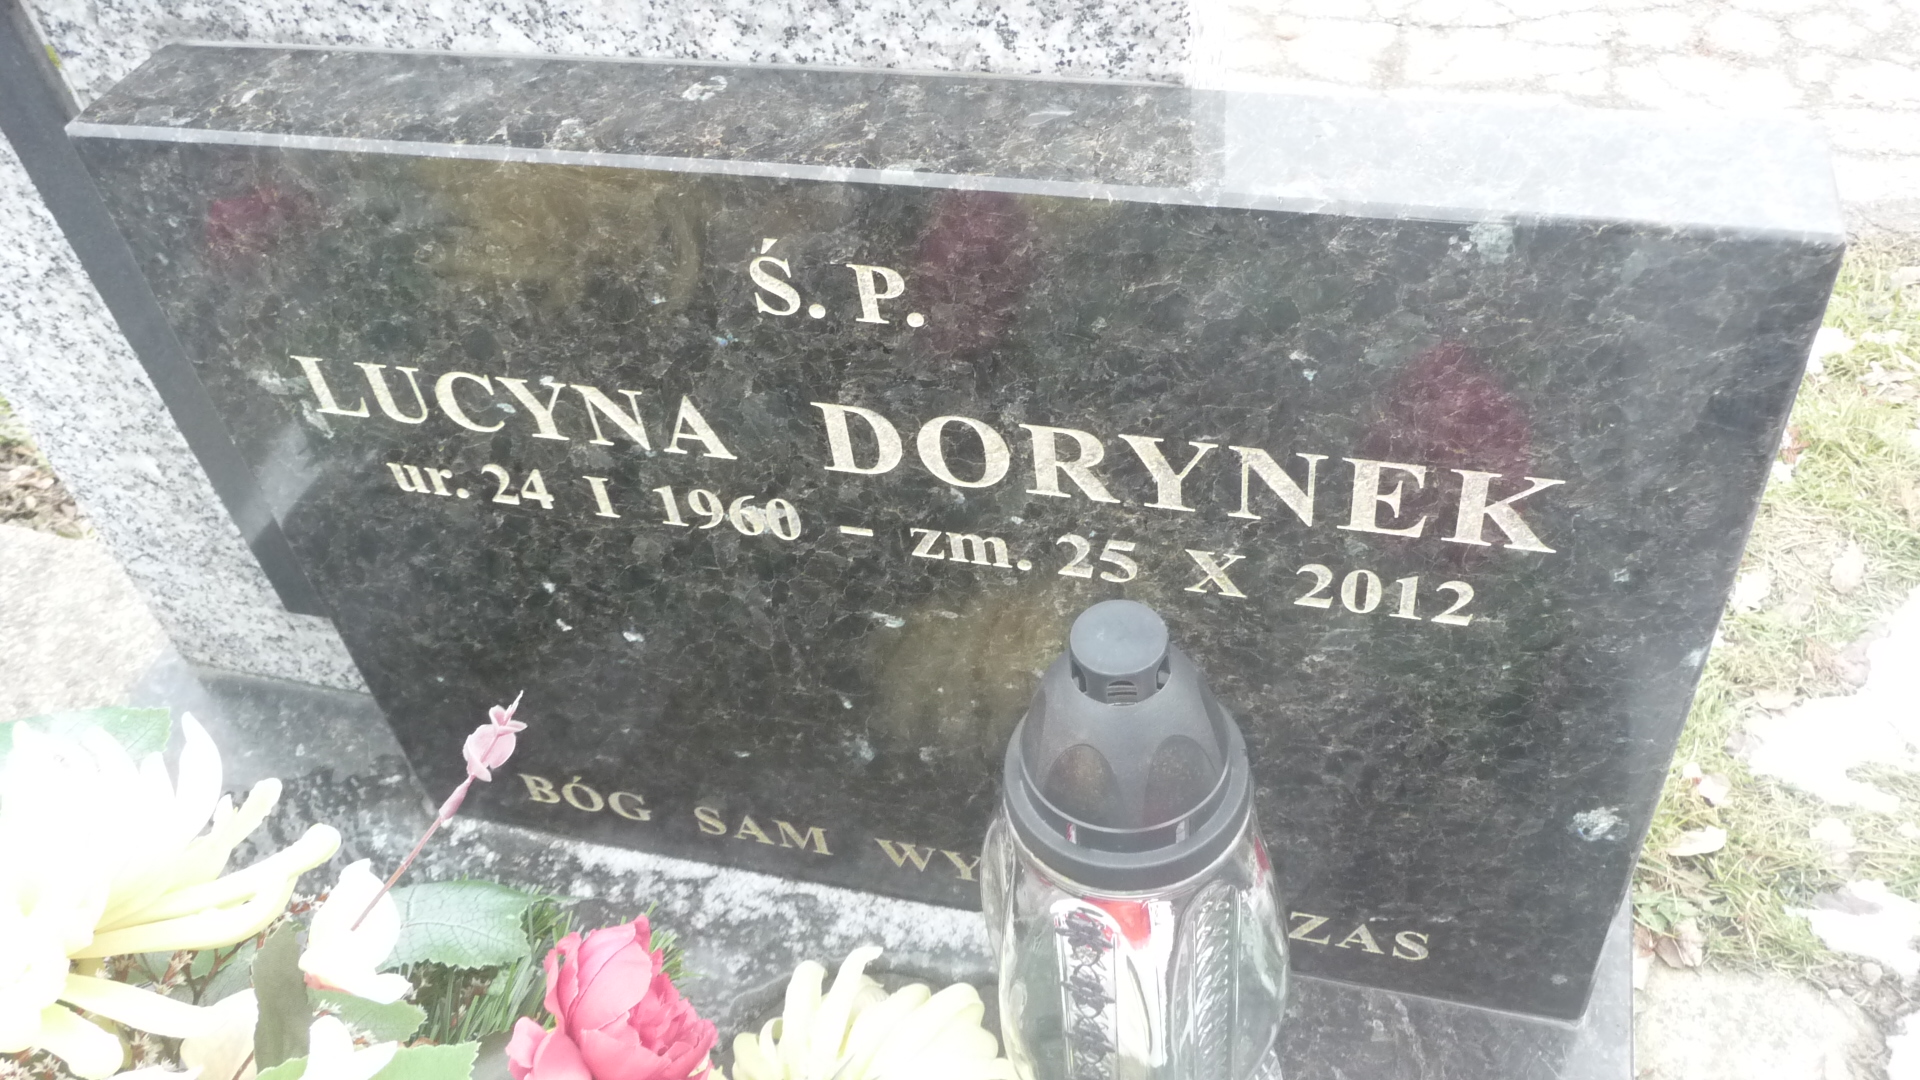 Ś. P.
LUCYNA DORYNEK
ur. 24 I 1960 – zm. 25 X 2012
BÓG SAM